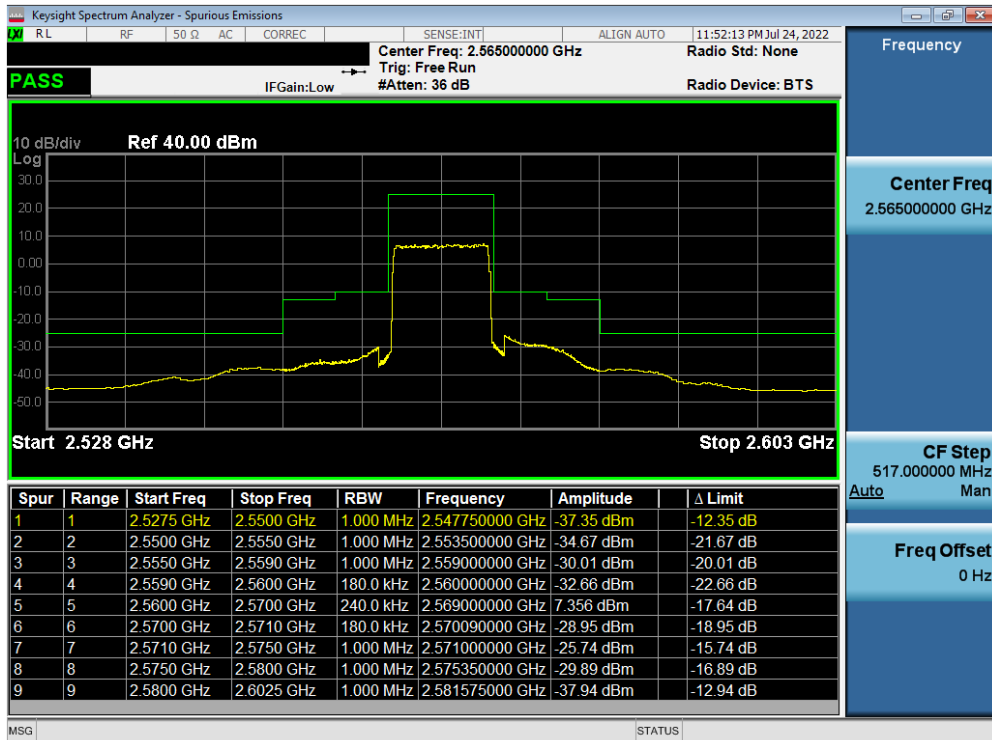 Keysight Spectrum Analyzer - Spurious Emissions
LXI RL RF 50 Ω AC CORREC SENSE:INT ALIGN AUTO 11:52:13 PM Jul 24, 2022
Center Freq: 2.565000000 GHz Radio Std: None
Trig: Free Run
PASS IFGain:Low #Atten: 36 dB Radio Device: BTS
10 dB/div Ref 40.00 dBm
Log
30.0
20.0
10.0
0.00
-10.0
-20.0
-30.0
-40.0
-50.0
Start 2.528 GHz Stop 2.603 GHz
Spur Range Start Freq Stop Freq RBW Frequency Amplitude Δ Limit
1 1 2.5275 GHz 2.5500 GHz 1.000 MHz 2.547750000 GHz -37.35 dBm -12.35 dB
2 2 2.5500 GHz 2.5550 GHz 1.000 MHz 2.553500000 GHz -34.67 dBm -21.67 dB
3 3 2.5550 GHz 2.5590 GHz 1.000 MHz 2.559000000 GHz -30.01 dBm -20.01 dB
4 4 2.5590 GHz 2.5600 GHz 180.0 kHz 2.560000000 GHz -32.66 dBm -22.66 dB
5 5 2.5600 GHz 2.5700 GHz 240.0 kHz 2.569000000 GHz 7.356 dBm -17.64 dB
6 6 2.5700 GHz 2.5710 GHz 180.0 kHz 2.570090000 GHz -28.95 dBm -18.95 dB
7 7 2.5710 GHz 2.5750 GHz 1.000 MHz 2.571000000 GHz -25.74 dBm -15.74 dB
8 8 2.5750 GHz 2.5800 GHz 1.000 MHz 2.575350000 GHz -29.89 dBm -16.89 dB
9 9 2.5800 GHz 2.6025 GHz 1.000 MHz 2.581575000 GHz -37.94 dBm -12.94 dB
MSG STATUS
Frequency
Center Freq
2.565000000 GHz
CF Step
517.000000 MHz
Auto Man
Freq Offset
0 Hz